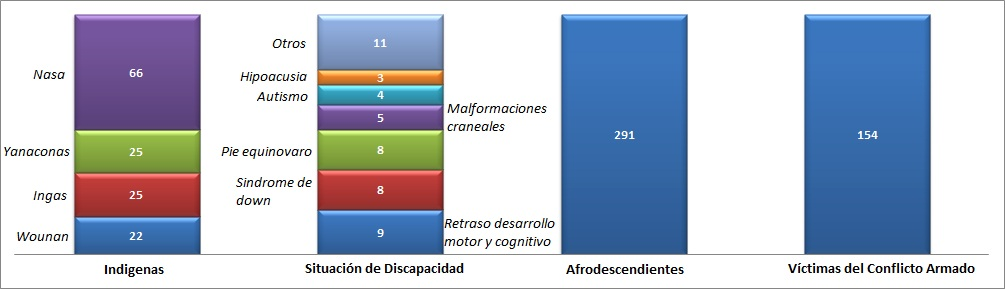 Nasa
66
Yanaconas
25
Ingas
25
Wounan
22
Indigenas
Otros
11
Hipoacusia
3
Autismo
4
5
Malformaciones
craneales
Pie equinovaro
8
Sindrome de
down
8
9
Retraso desarrollo
motor y cognitivo
Situación de Discapacidad
291
Afrodescendientes
154
Víctimas del Conflicto Armado